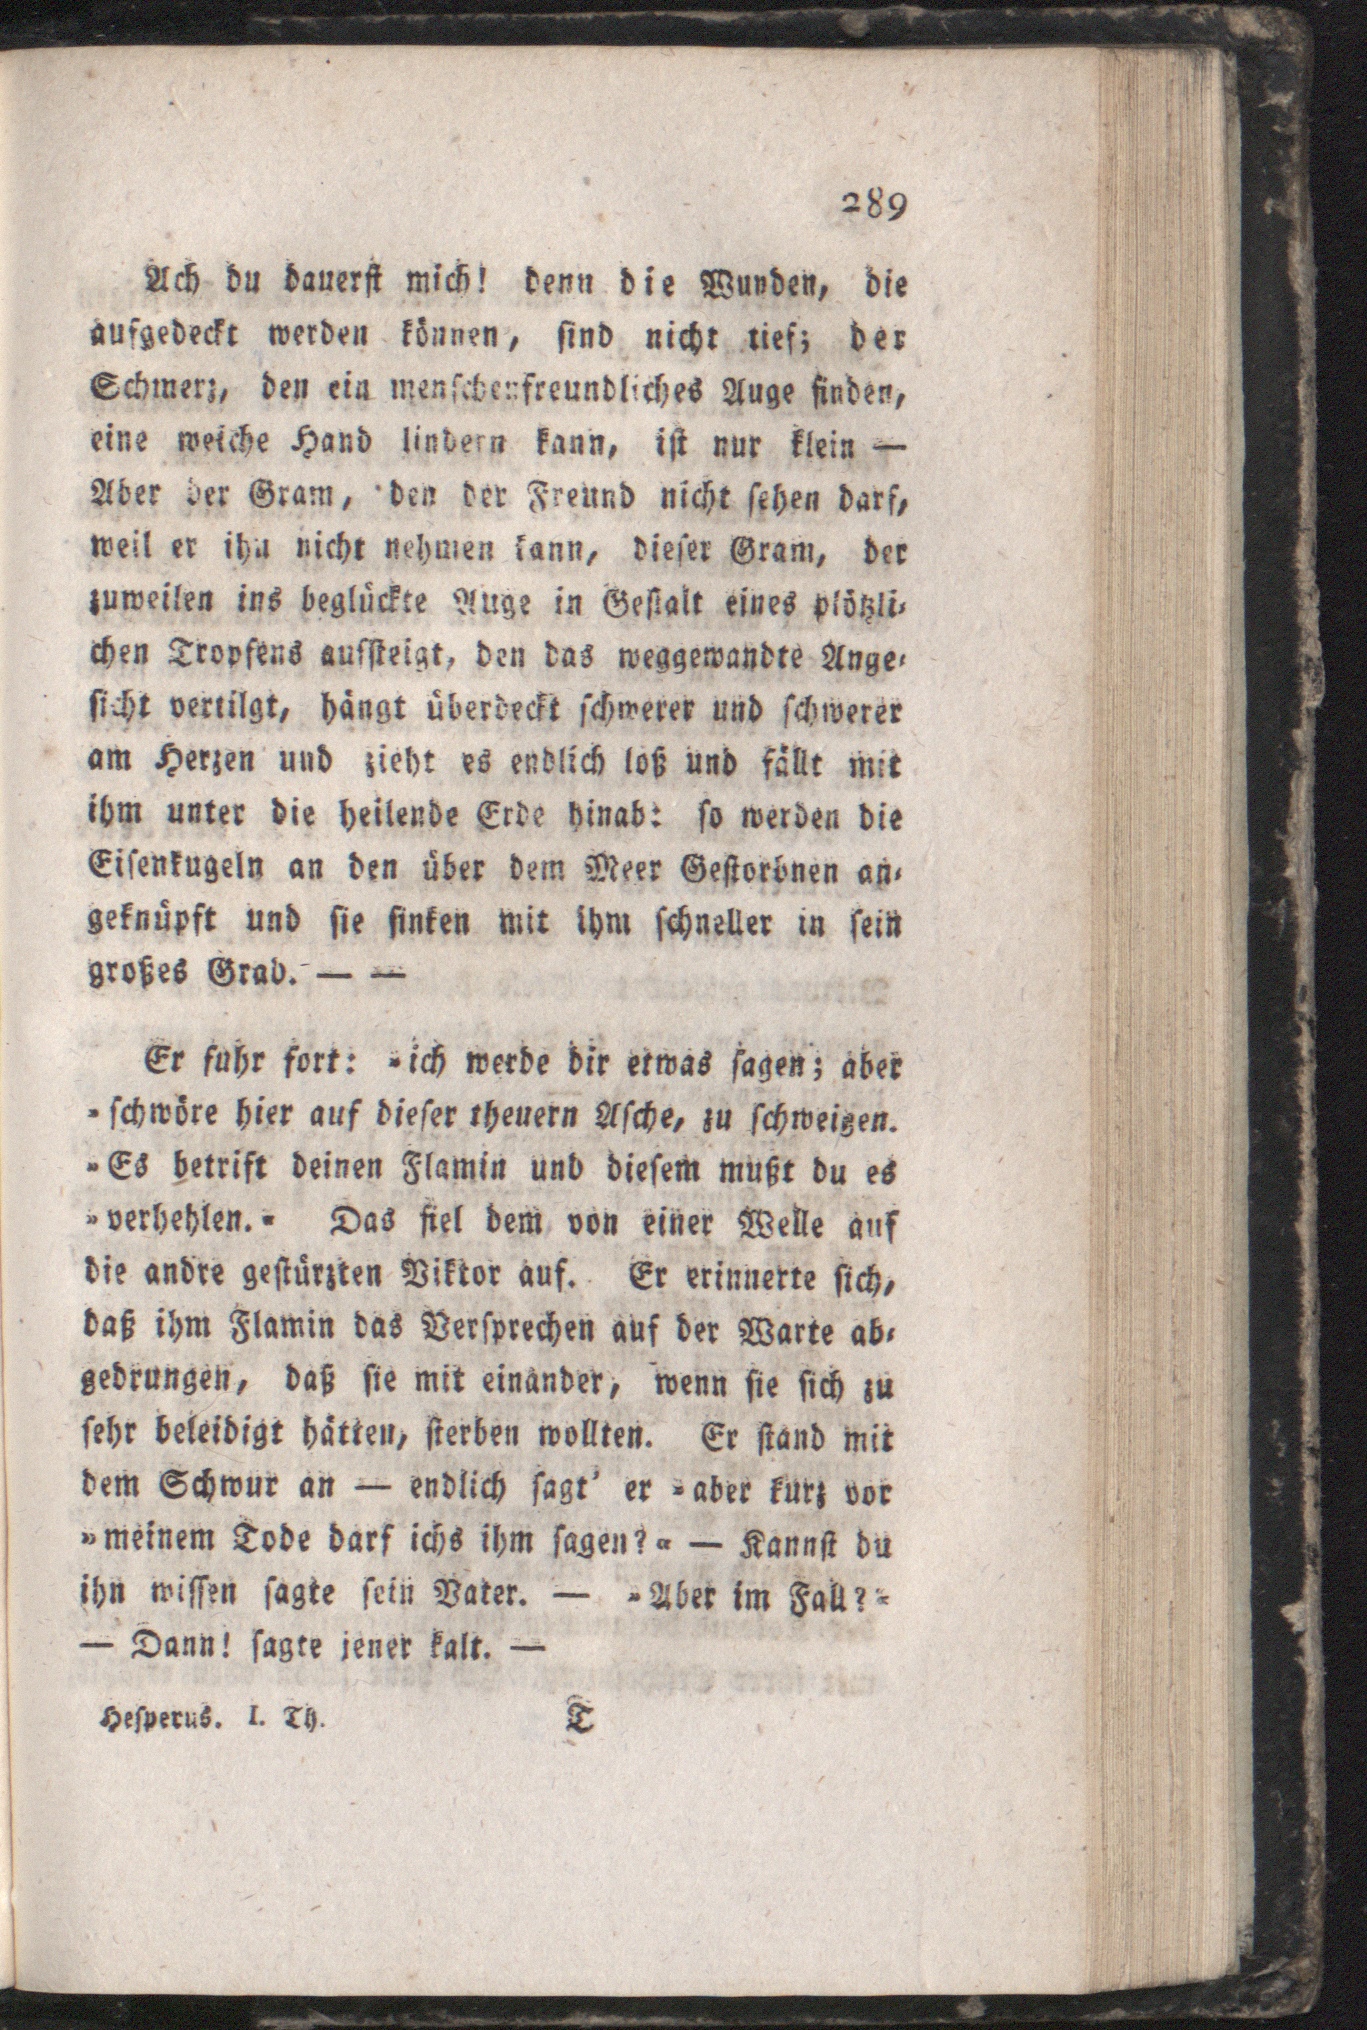 289
Ach du dauerst mich! denn die Wunden, die
aufgedeckt werden können, sind nicht tief; der
Schmerz, den ein menschenfreundliches Auge finden,
eine weiche Hand lindern kann, ist nur klein —
Aber der Gram, den der Freund nicht sehen darf,
weil er ihn nicht nehmen kann, dieser Gram, der
zuweilen ins beglückte Auge in Gestalt eines plötzli-
chen Tropfens aufsteigt, den das weggewandte Ange-
sicht vertilgt, hängt überdeckt schwerer und schwerer
am Herzen und zieht es endlich loß und fällt mit
ihm unter die heilende Erde hinab: so werden die
Eisenkugeln an den über dem Meer Gestorbnen an-
geknüpft und sie sinken mit ihm schneller in sein
großes Grab. — —
Er fuhr fort: »ich werde dir etwas sagen; aber
»schwöre hier auf dieser theuern Asche, zu schweigen.
»Es betrift deinen Flamin und diesem mußt du es
»verhehlen.« Das fiel dem von einer Welle auf
die andre gestürzten Viktor auf. Er erinnerte sich,
daß ihm Flamin das Versprechen auf der Warte ab-
gedrungen, daß sie mit einander, wenn sie sich zu
sehr beleidigt hätten, sterben wollten. Er stand mit
dem Schwur an — endlich sagt' er »aber kurz vor
»meinem Tode darf ichs ihm sagen?« — Kannst du
ihn wissen sagte sein Vater. — »Aber im Fall?«
— Dann! sagte jener kalt. —
Hesperus. I. Th. T